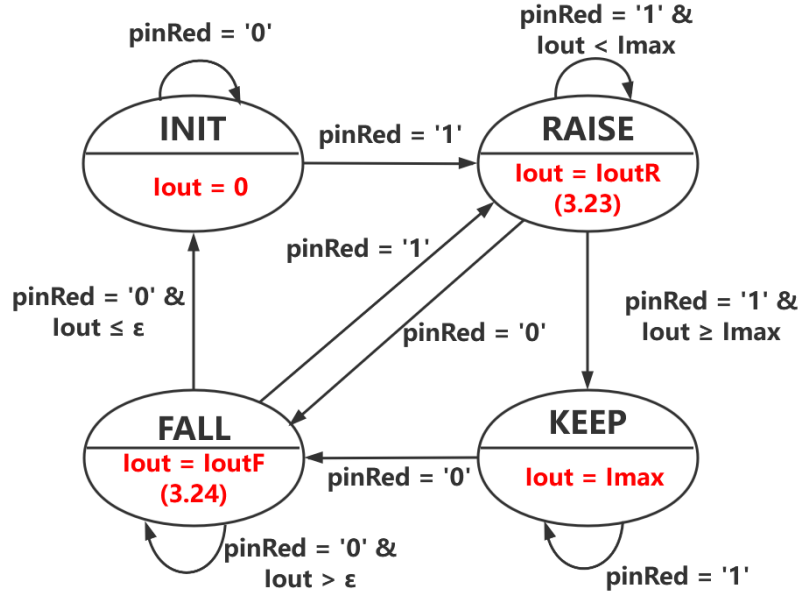 pinRed = '0'
pinRed = '1' &
Iout < Imax
INIT
Iout = 0
pinRed = '1'
RAISE
Iout = IoutR
(3.23)
pinRed = '1'
pinRed = '0' &
Iout ≤ ε
pinRed = '0'
pinRed = '1' &
Iout ≥ Imax
FALL
Iout = IoutF
(3.24)
pinRed = '0'
KEEP
Iout = Imax
pinRed = '0' &
Iout > ε
pinRed = '1'